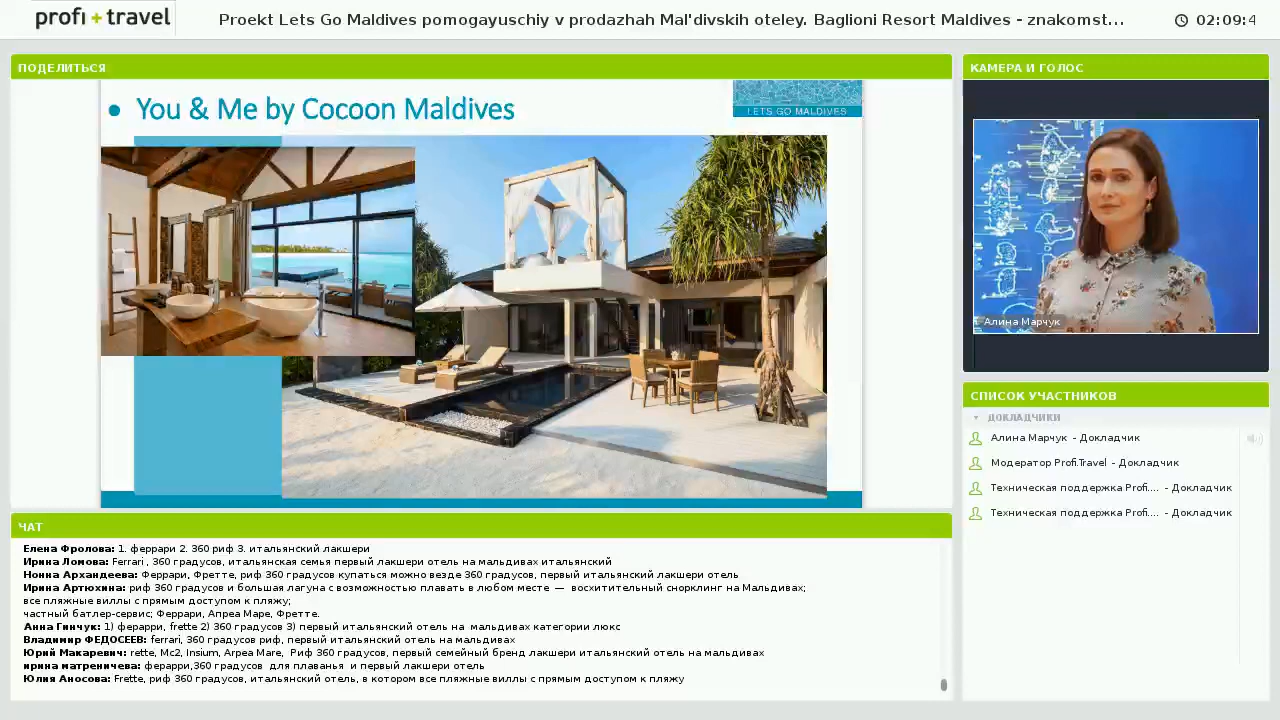 profi+travel
Proekt Lets Go Maldives pomogayuschiy v prodazhah Mal'divskih oteley. Baglioni Resort Maldives - znakomst...
02:09:4
ПОДЕЛИТЬСЯ
• You & Me by Cocoon Maldives
LETS GO MALDIVES
КАМЕРА И ГОЛОС
Алина Марчук
СПИСОК УЧАСТНИКОВ
ДОКЛАДЧИКИ
Алина Марчук - Докладчик
Модератор Profi.Travel - Докладчик
Техническая поддержка Profi.... - Докладчик
Техническая поддержка Profi.... - Докладчик
ЧАТ
Елена Фролова: 1. феррари 2. 360 риф 3. итальянский лакшери
Ирина Ломова: Ferrari , 360 градусов, итальянская семья первый лакшери отель на мальдивах итальянский
Нонна Архандеева: Феррари, Фретте, риф 360 градусов купаться можно везде 360 градусов, первый итальянский лакшери отель
Ирина Артюхина: риф 360 градусов и большая лагуна с возможностью плавать в любом месте — восхитительный снорклинг на Мальдивах;
все пляжные виллы с прямым доступом к пляжу;
частный батлер-сервис; Феррари, Апреа Маре, Фретте.
Анна Гинчук: 1) ферарри, frette 2) 360 градусов 3) первый итальянский отель на мальдивах категории люкс
Владимир ФЕДОСЕЕВ: ferrari, 360 градусов риф, первый итальянский отель на мальдивах
Юрий Макаревич: rette, Mc2, Insium, Arpea Mare, Риф 360 градусов, первый семейный бренд лакшери итальянский отель на мальдивах
ирина матреничева: ферарри,360 градусов для плаванья и первый лакшери отель
Юлия Аносова: Frette, риф 360 градусов, итальянский отель, в котором все пляжные виллы с прямым доступом к пляжу